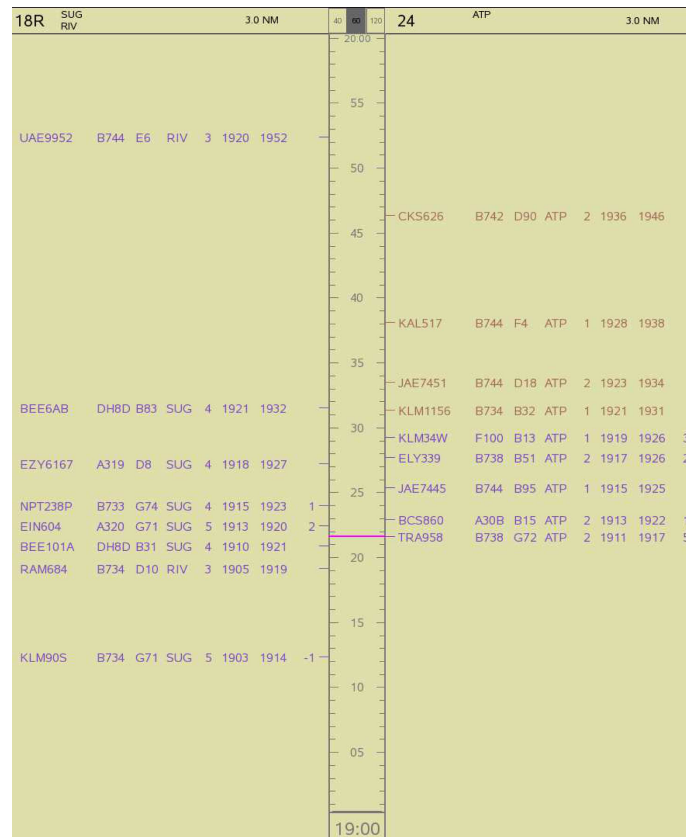 18R SUG 3.0 NM
RIV
40 60 120
24 ATP 3.0 NM
20:00
55
UAE9952 B744 E6 RIV 3 1920 1952
50
CKS626 B742 D90 ATP 2 1936 1946
45
40
KAL517 B744 F4 ATP 1 1928 1938
35
JAE7451 B744 D18 ATP 2 1923 1934
BEE6AB DH8D B83 SUG 4 1921 1932
KLM1156 B734 B32 ATP 1 1921 1931
30
KLM34W F100 B13 ATP 1 1919 1926
EZY6167 A319 D8 SUG 4 1918 1927
ELY339 B738 B51 ATP 2 1917 1926
25
JAE7445 B744 B95 ATP 1 1915 1925
NPT238P B733 G74 SUG 4 1915 1923 1
BCS860 A30B B15 ATP 2 1913 1922
EIN604 A320 G71 SUG 5 1913 1920 2
TRA958 B738 G72 ATP 2 1911 1917
BEE101A DH8D B31 SUG 4 1910 1921
20
RAM684 B734 D10 RIV 3 1905 1919
15
KLM90S B734 G71 SUG 5 1903 1914 -1
10
05
19:00